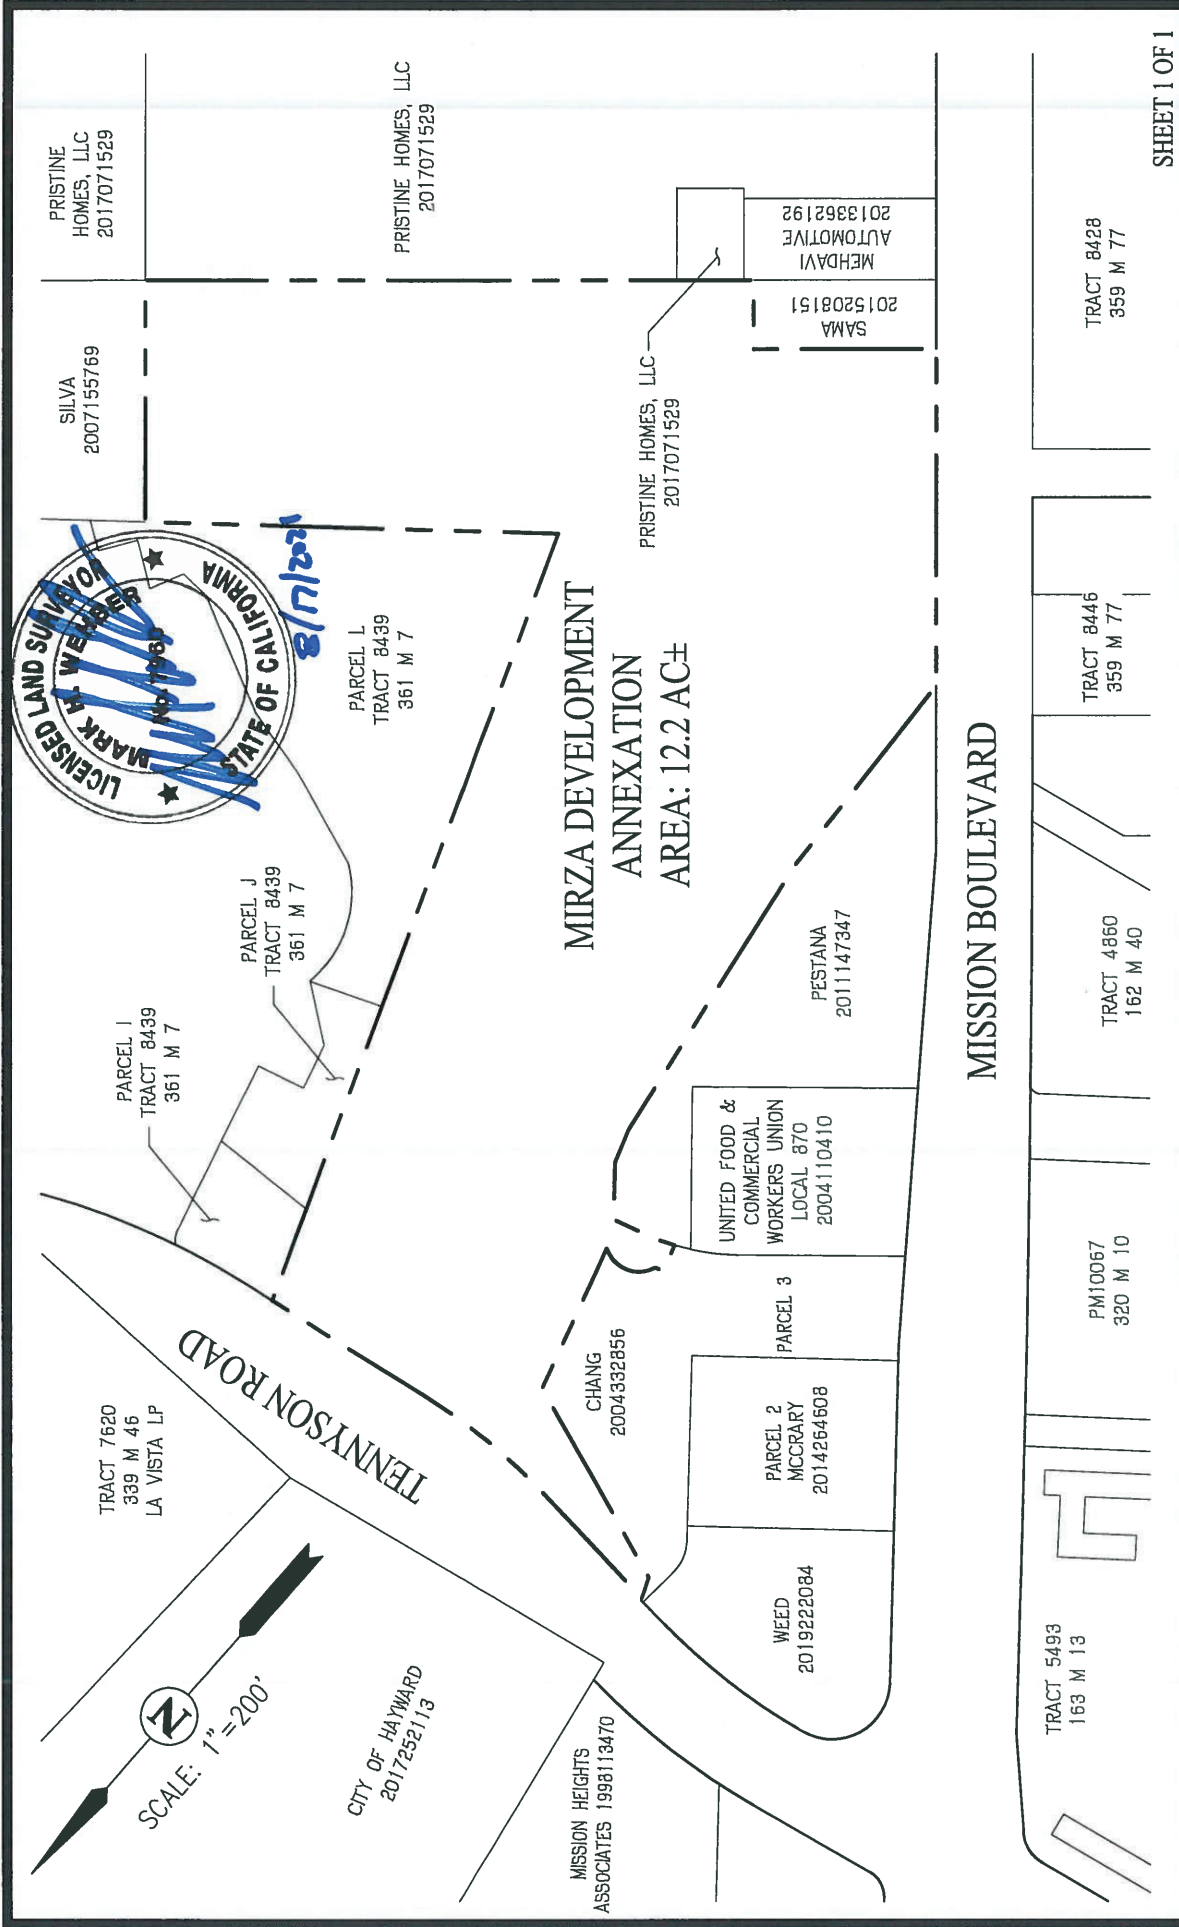 TRACT 7620
339 M 46
LA VISTA LP
TENNYSON ROAD
N
SCALE: 1"=200'
CITY OF HAYWARD
2017252113
MISSION HEIGHTS
ASSOCIATES 1998113470
PARCEL I
TRACT 8439
361 M 7
PARCEL J
TRACT 8439
361 M 7
PARCEL L
TRACT 8439
361 M 7
LICENSED LAND SURVEYOR
MARK H. WEHBER
No. 7960
STATE OF CALIFORNIA
8/17/2021
SILVA
2007155769
PRISTINE
HOMES, LLC
2017071529
PRISTINE HOMES, LLC
2017071529
PRISTINE HOMES, LLC
2017071529
MEHDAVI
AUTOMOTIVE
2013362192
SAMA
2015208151
MIRZA DEVELOPMENT
ANNEXATION
AREA: 12.2 AC±
CHANG
2004332856
WEED
2019222084
PARCEL 2
MCCRARY
2014264608
PARCEL 3
UNITED FOOD &
COMMERCIAL
WORKERS UNION
LOCAL 870
2004110410
PESTANA
2011147347
MISSION BOULEVARD
TRACT 5493
163 M 13
PM10067
320 M 10
TRACT 4860
162 M 40
TRACT 8446
359 M 77
TRACT 8428
359 M 77
SHEET 1 OF 1